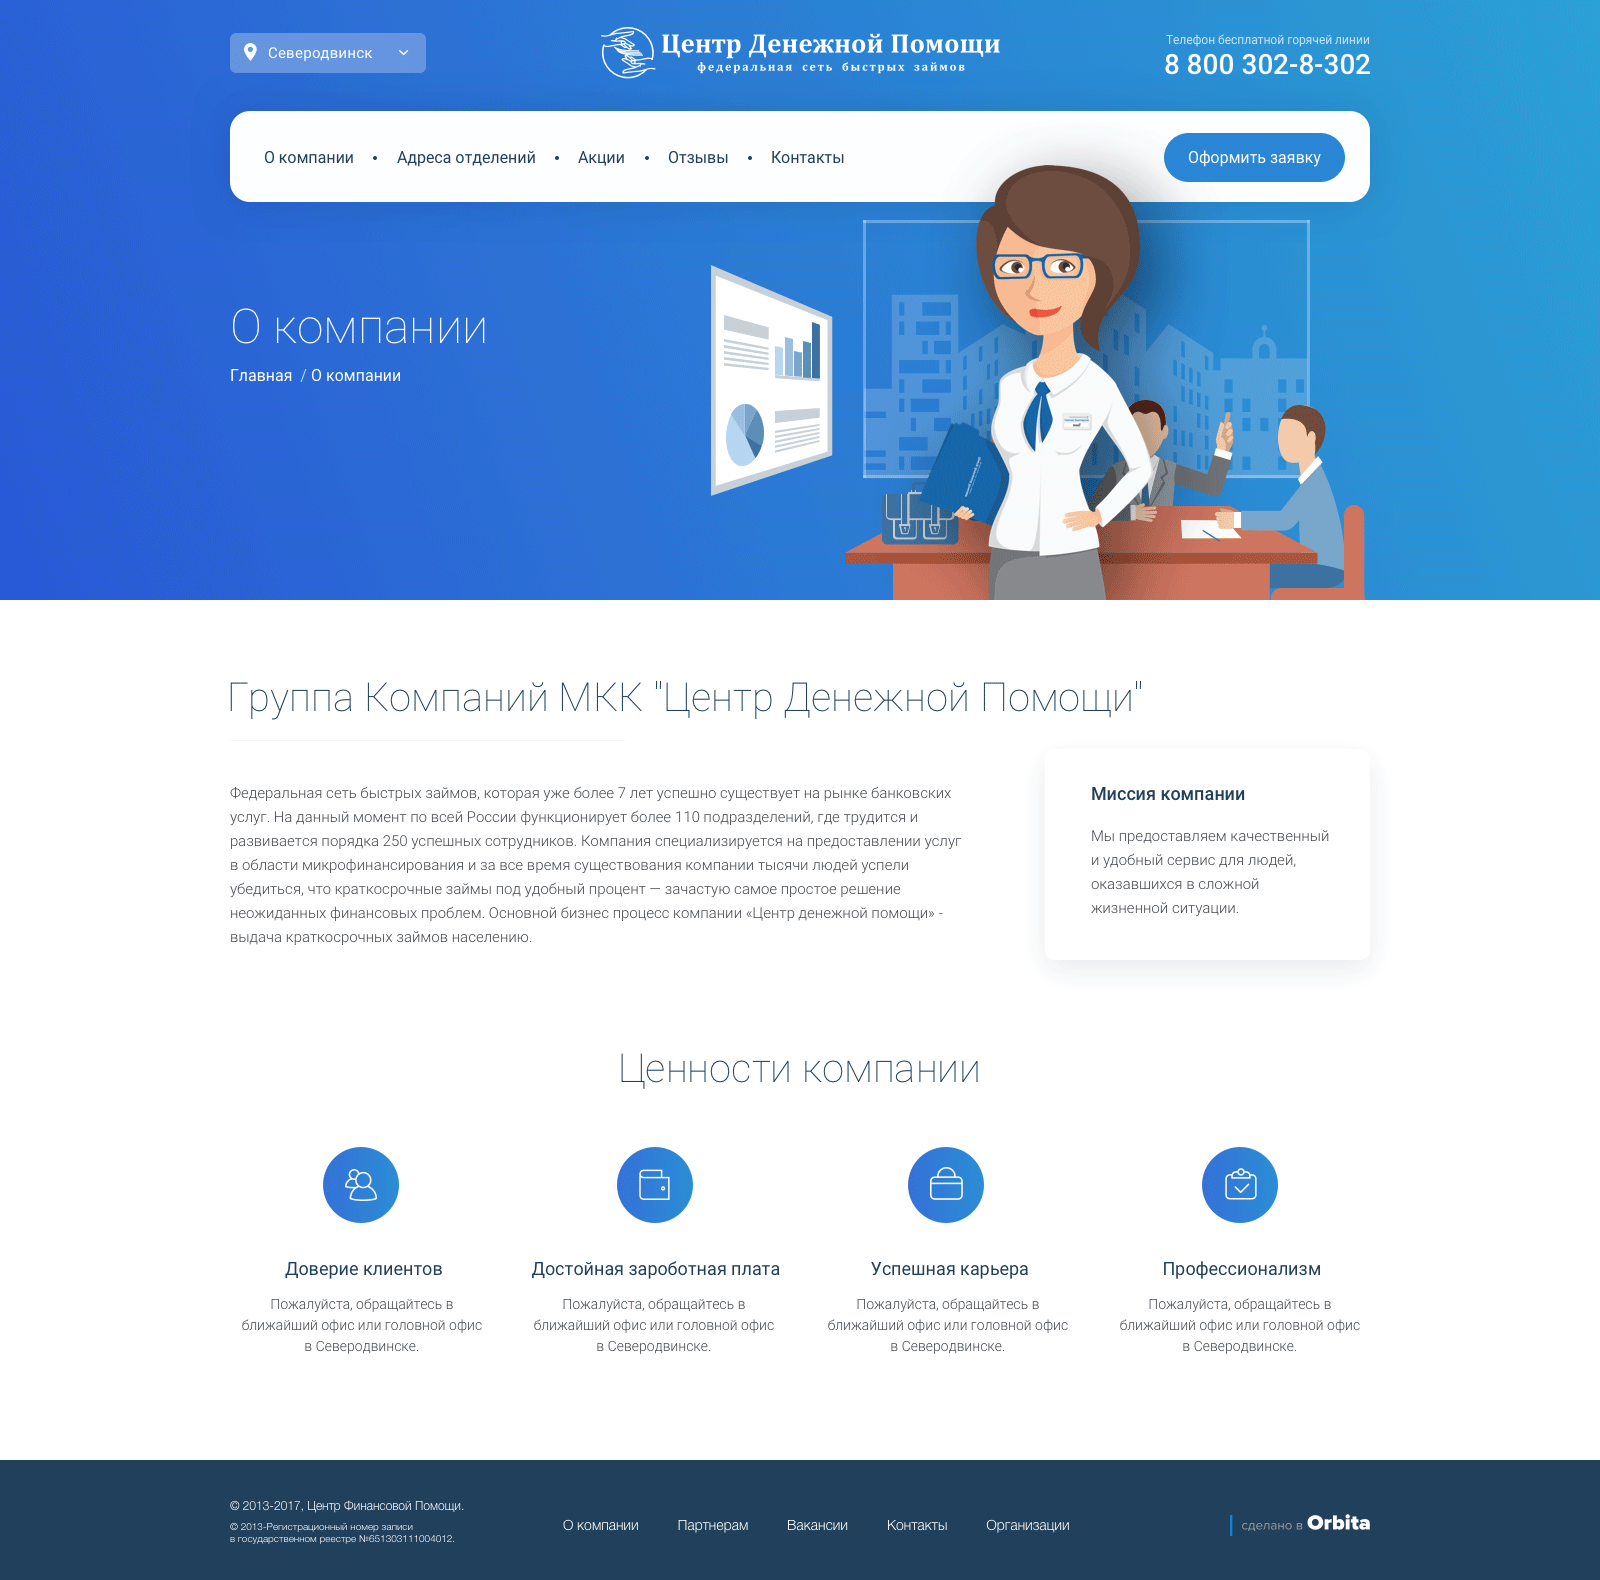 Северодвинск
Центр Денежной Помощи
федеральная сеть быстрых займов
Телефон бесплатной горячей линии
8 800 302-8-302
О компании • Адреса отделений • Акции • Отзывы • Контакты
Оформить заявку
О компании
Главная / О компании
Группа Компаний МКК "Центр Денежной Помощи"
Федеральная сеть быстрых займов, которая уже более 7 лет успешно существует на рынке банковских
услуг. На данный момент по всей России функционирует более 110 подразделений, где трудится и
развивается порядка 250 успешных сотрудников. Компания специализируется на предоставлении услуг
в области микрофинансирования и за все время существования компании тысячи людей успели
убедиться, что краткосрочные займы под удобный процент — зачастую самое простое решение
неожиданных финансовых проблем. Основной бизнес процесс компании «Центр денежной помощи» -
выдача краткосрочных займов населению.
Миссия компании
Мы предоставляем качественный
и удобный сервис для людей,
оказавшихся в сложной
жизненной ситуации.
Ценности компании
Доверие клиентов
Пожалуйста, обращайтесь в
ближайший офис или головной офис
в Северодвинске.
Достойная зароботная плата
Пожалуйста, обращайтесь в
ближайший офис или головной офис
в Северодвинске.
Успешная карьера
Пожалуйста, обращайтесь в
ближайший офис или головной офис
в Северодвинске.
Профессионализм
Пожалуйста, обращайтесь в
ближайший офис или головной офис
в Северодвинске.
© 2013-2017, Центр Финансовой Помощи.
© 2013-Регистрационный номер записи
в государственном реестре №651303111004012.
О компании Партнерам Вакансии Контакты Организации
сделано в Orbita